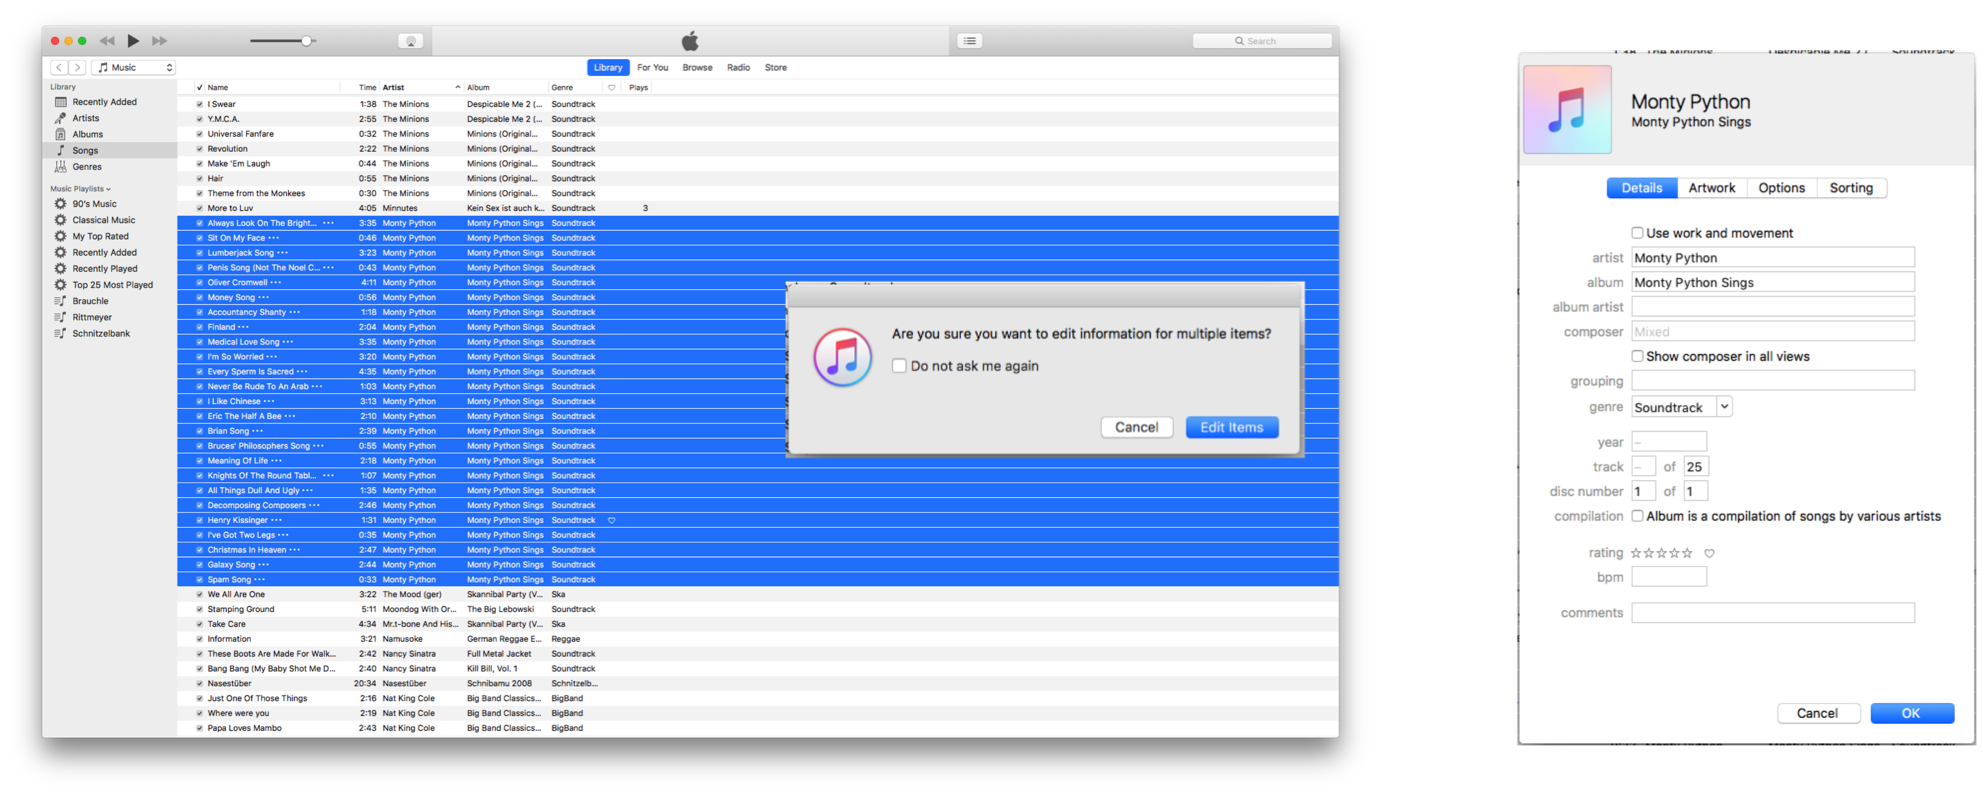 Search
Music
Library For You Browse Radio Store
Library
Recently Added
Artists
Albums
Songs
Genres
Music Playlists
90's Music
Classical Music
My Top Rated
Recently Added
Recently Played
Top 25 Most Played
Brauchle
Rittmeyer
Schnitzelbank
Name Time Artist Album Genre Plays
I Swear 1:38 The Minions Despicable Me 2 (... Soundtrack
Y.M.C.A. 2:55 The Minions Despicable Me 2 (... Soundtrack
Universal Fanfare 0:32 The Minions Minions (Original... Soundtrack
Revolution 2:22 The Minions Minions (Original... Soundtrack
Make 'Em Laugh 0:44 The Minions Minions (Original... Soundtrack
Hair 0:55 The Minions Minions (Original... Soundtrack
Theme from the Monkees 0:30 The Minions Minions (Original... Soundtrack
More to Luv 4:05 Minnutes Kein Sex ist auch k... Soundtrack 3
Always Look On The Bright... ••• 3:35 Monty Python Monty Python Sings Soundtrack
Sit On My Face ••• 0:46 Monty Python Monty Python Sings Soundtrack
Lumberjack Song ••• 3:23 Monty Python Monty Python Sings Soundtrack
Penis Song (Not The Noel C... ••• 0:43 Monty Python Monty Python Sings Soundtrack
Oliver Cromwell ••• 4:11 Monty Python Monty Python Sings Soundtrack
Money Song ••• 0:56 Monty Python Monty Python Sings Soundtrack
Accountancy Shanty ••• 1:18 Monty Python Monty Python Sings Soundtrack
Finland ••• 2:04 Monty Python Monty Python Sings Soundtrack
Medical Love Song ••• 3:35 Monty Python Monty Python Sings Soundtrack
I'm So Worried ••• 3:20 Monty Python Monty Python Sings Soundtrack
Every Sperm Is Sacred ••• 4:35 Monty Python Monty Python Sings Soundtrack
Never Be Rude To An Arab ••• 1:03 Monty Python Monty Python Sings Soundtrack
I Like Chinese ••• 3:13 Monty Python Monty Python Sings Soundtrack
Eric The Half A Bee ••• 2:10 Monty Python Monty Python Sings Soundtrack
Brian Song ••• 2:39 Monty Python Monty Python Sings Soundtrack
Bruces' Philosophers Song ••• 0:55 Monty Python Monty Python Sings Soundtrack
Meaning Of Life ••• 2:18 Monty Python Monty Python Sings Soundtrack
Knights Of The Round Tabl... ••• 1:07 Monty Python Monty Python Sings Soundtrack
All Things Dull And Ugly ••• 1:35 Monty Python Monty Python Sings Soundtrack
Decomposing Composers ••• 2:46 Monty Python Monty Python Sings Soundtrack
Henry Kissinger ••• 1:31 Monty Python Monty Python Sings Soundtrack
I've Got Two Legs ••• 0:35 Monty Python Monty Python Sings Soundtrack
Christmas In Heaven ••• 2:47 Monty Python Monty Python Sings Soundtrack
Galaxy Song ••• 2:44 Monty Python Monty Python Sings Soundtrack
Spam Song ••• 0:33 Monty Python Monty Python Sings Soundtrack
We All Are One 3:22 The Mood (ger) Skannibal Party (V... Ska
Stamping Ground 5:11 Moondog With Or... The Big Lebowski Soundtrack
Take Care 4:34 Mr.t-bone And His... Skannibal Party (V... Ska
Information 3:21 Namusoke German Reggae E... Reggae
These Boots Are Made For Walk... 2:42 Nancy Sinatra Full Metal Jacket Soundtrack
Bang Bang (My Baby Shot Me D... 2:40 Nancy Sinatra Kill Bill, Vol. 1 Soundtrack
Nasestüber 20:34 Nasestüber Schnibamu 2008 Schnitzelb...
Just One Of Those Things 2:16 Nat King Cole Big Band Classics... BigBand
Where were you 2:19 Nat King Cole Big Band Classics... BigBand
Papa Loves Mambo 2:43 Nat King Cole Big Band Classics... BigBand
Are you sure you want to edit information for multiple items?
Do not ask me again
Cancel Edit Items
Monty Python
Monty Python Sings
Details Artwork Options Sorting
Use work and movement
artist Monty Python
album Monty Python Sings
album artist
composer Mixed
Show composer in all views
grouping
genre Soundtrack
year –
track – of 25
disc number 1 of 1
compilation Album is a compilation of songs by various artists
rating
bpm
comments
Cancel OK